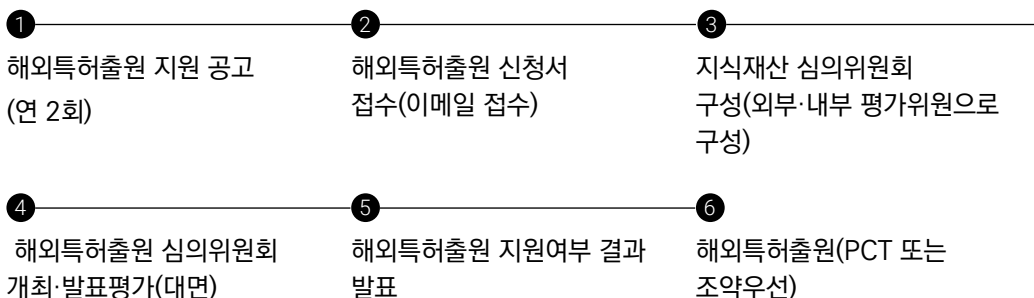 1
해외특허출원 지원 공고
(연 2회)
2
해외특허출원 신청서
접수(이메일 접수)
3
지식재산 심의위원회
구성(외부·내부 평가위원으로
구성)
4
해외특허출원 심의위원회
개최·발표평가(대면)
5
해외특허출원 지원여부 결과
발표
6
해외특허출원(PCT 또는
조약우선)